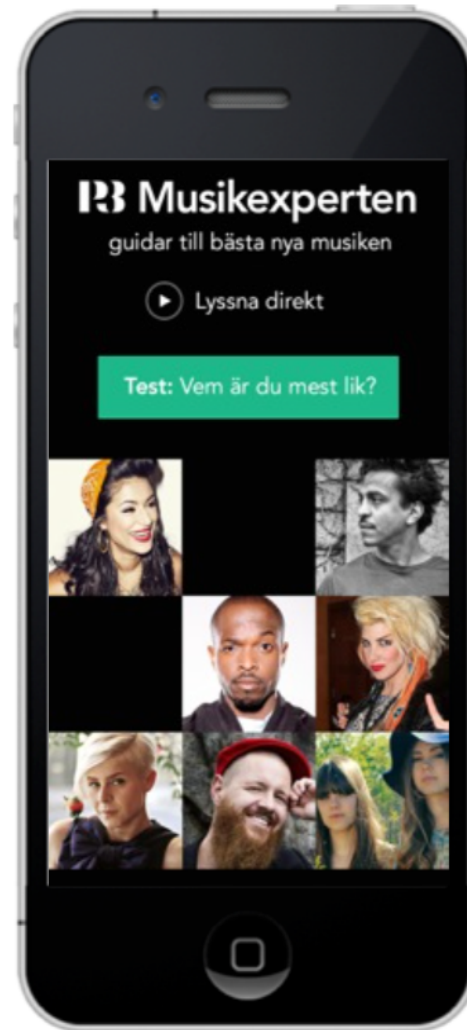 P3 Musikexperten
guidar till bästa nya musiken
Lyssna direkt
Test: Vem är du mest lik?